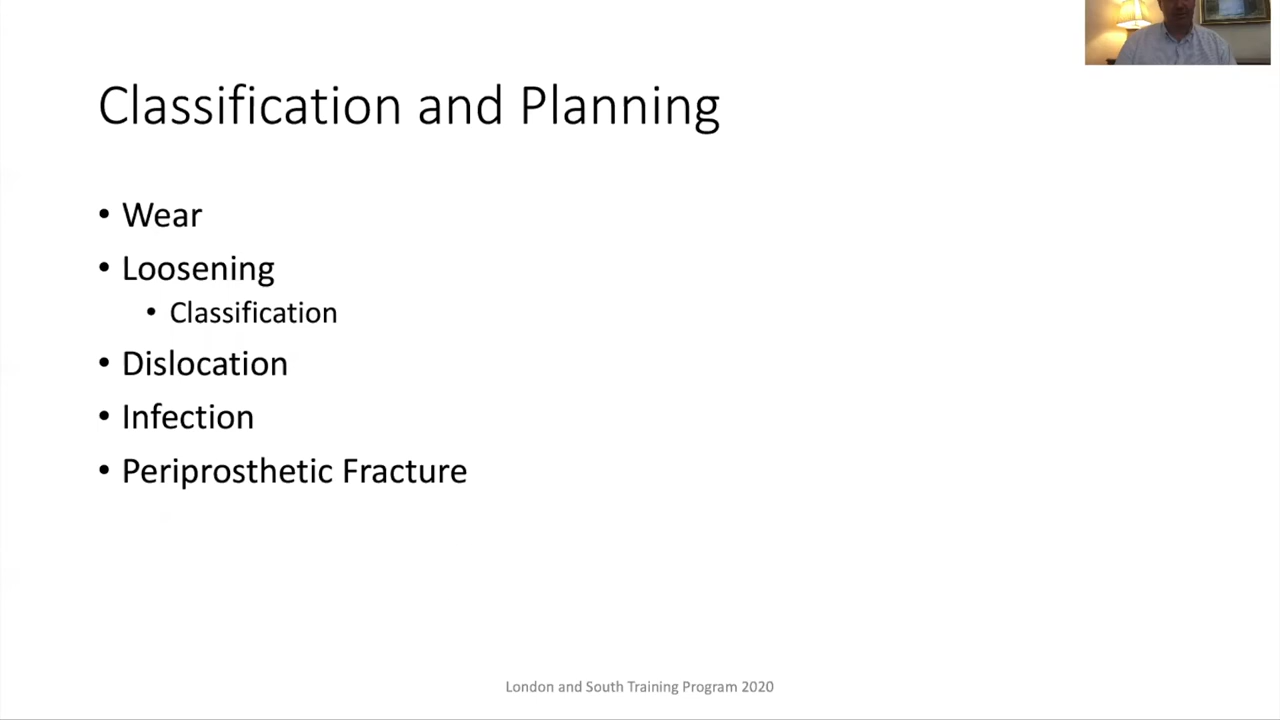 Classification and Planning
• Wear
• Loosening
• Classification
• Dislocation
• Infection
• Periprosthetic Fracture
London and South Training Program 2020